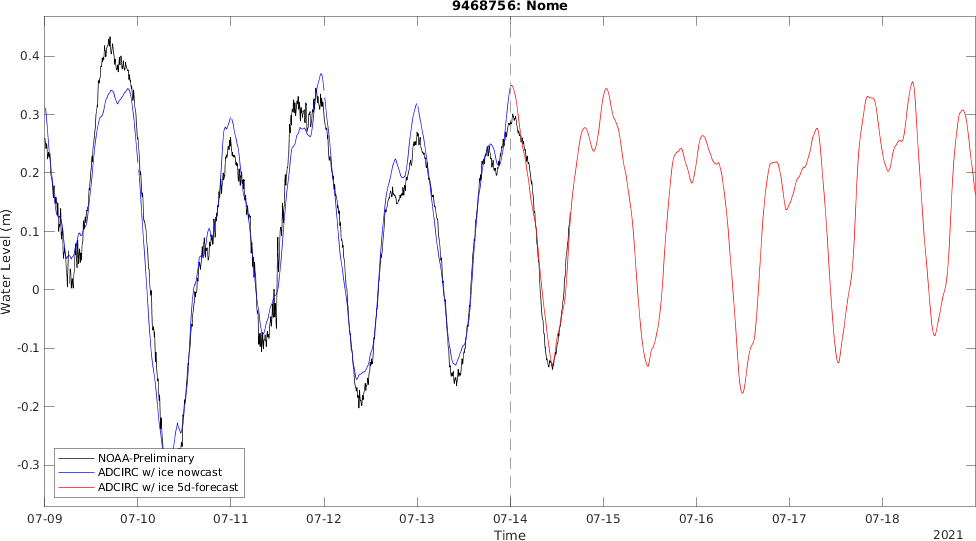 9468756: Nome
Water Level (m)
0.4
0.3
0.2
0.1
0
-0.1
-0.2
-0.3
NOAA-Preliminary
ADCIRC w/ ice nowcast
ADCIRC w/ ice 5d-forecast
07-09 07-10 07-11 07-12 07-13 07-14 07-15 07-16 07-17 07-18
Time
2021